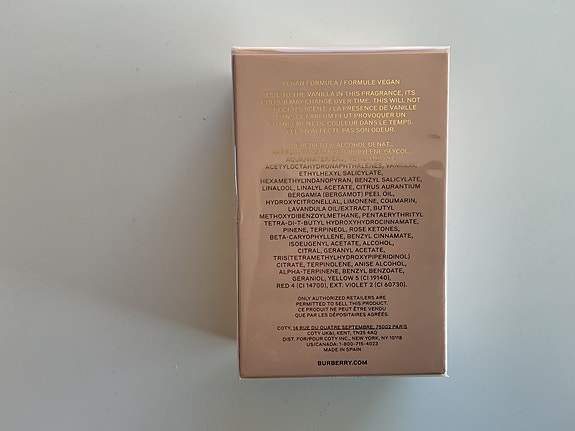 VEGAN FORMULA / FORMULE VEGAN
DUE TO THE VANILLA IN THIS FRAGRANCE, ITS
COLOUR MAY CHANGE OVER TIME. THIS WILL NOT
AFFECT ITS SCENT. / LA PRÉSENCE DE VANILLE
DANS CE PARFUM PEUT PROVOQUER UN
CHANGEMENT DE COULEUR DANS LE TEMPS.
CELA N'AFFECTE PAS SON ODEUR.
INGREDIENTS: ALCOHOL DENAT.,
PROPYLENE GLYCOL,
ACETYLOCTAHYDRONAPHTHALENES, VANILLIN,
ETHYLHEXYL SALICYLATE,
HEXAMETHYLINDANOPYRAN, BENZYL SALICYLATE,
LINALOOL, LINALYL ACETATE, CITRUS AURANTIUM
BERGAMIA (BERGAMOT) PEEL OIL,
HYDROXYCITRONELLAL, LIMONENE, COUMARIN,
LAVANDULA OIL/EXTRACT, BUTYL
METHOXYDIBENZOYLMETHANE, PENTAERYTHRITYL
TETRA-DI-T-BUTYL HYDROXYHYDROCINNAMATE,
PINENE, TERPINEOL, ROSE KETONES,
BETA-CARYOPHYLLENE, BENZYL CINNAMATE,
ISOEUGENYL ACETATE, ALCOHOL,
CITRAL, GERANYL ACETATE,
TRIS(TETRAMETHYLHYDROXYPIPERIDINOL)
CITRATE, TERPINOLENE, ANISE ALCOHOL,
ALPHA-TERPINENE, BENZYL BENZOATE,
GERANIOL, YELLOW 5 (CI 19140),
RED 4 (CI 14700), EXT. VIOLET 2 (CI 60730).
ONLY AUTHORIZED RETAILERS ARE
PERMITTED TO SELL THIS PRODUCT.
CE PRODUIT NE PEUT ÊTRE VENDU
QUE PAR LES DÉPOSITAIRES AGRÉÉS.
COTY, 14 RUE DU QUATRE SEPTEMBRE, 75002 PARIS
COTY UK&I, KENT, TN25 4AQ
DIST. FOR/POUR COTY INC., NEW YORK, NY 10118
US/CANADA: 1-800-715-4023
MADE IN SPAIN
BURBERRY.COM